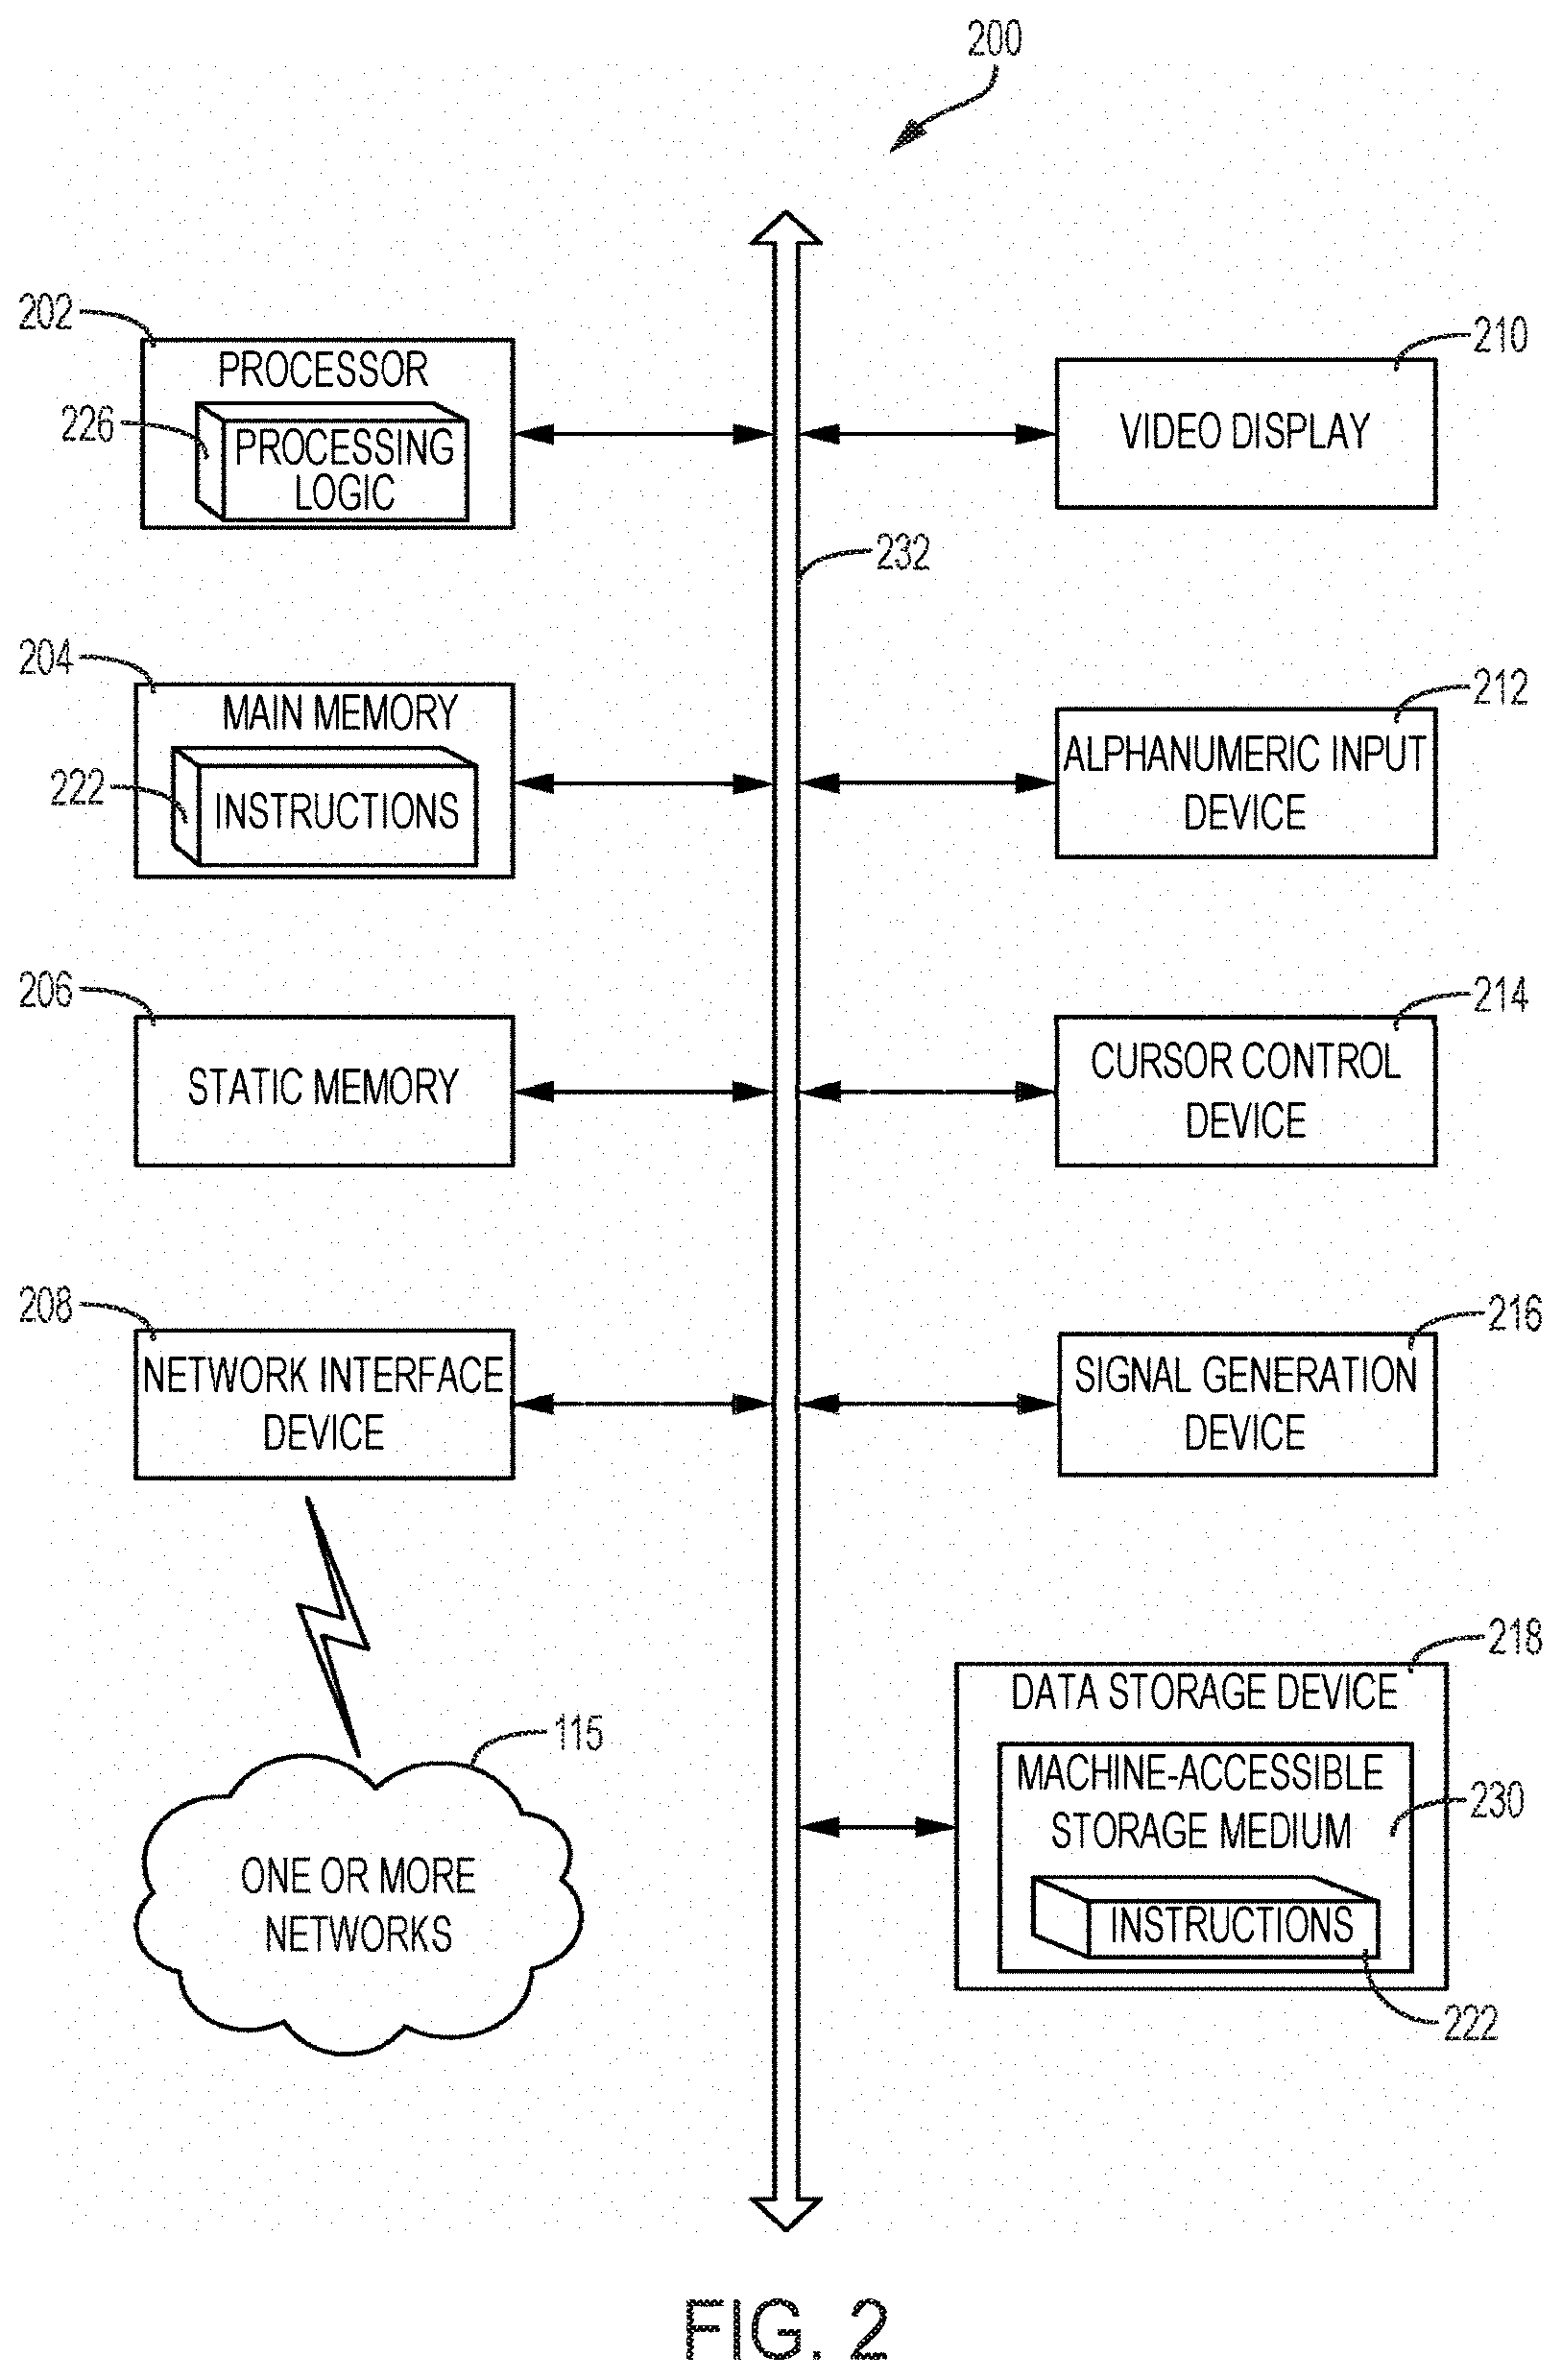 200
202
PROCESSOR
226
PROCESSING
LOGIC
210
VIDEO DISPLAY
232
204
MAIN MEMORY
222
INSTRUCTIONS
212
ALPHANUMERIC INPUT
DEVICE
206
STATIC MEMORY
214
CURSOR CONTROL
DEVICE
208
NETWORK INTERFACE
DEVICE
216
SIGNAL GENERATION
DEVICE
115
ONE OR MORE
NETWORKS
218
DATA STORAGE DEVICE
MACHINE-ACCESSIBLE
STORAGE MEDIUM
230
INSTRUCTIONS
222
FIG. 2